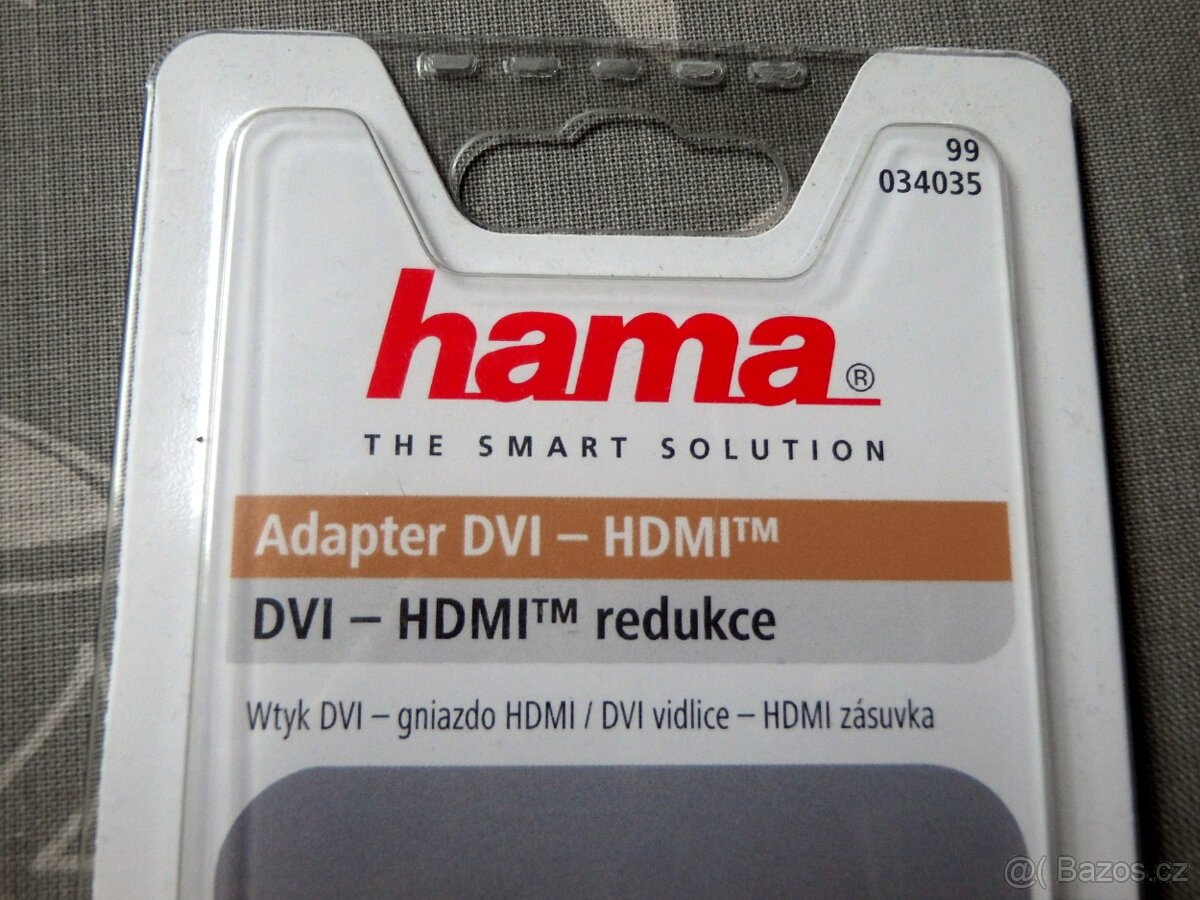 99
034035
hama®
THE SMART SOLUTION
Adapter DVI – HDMI™
DVI – HDMI™ redukce
Wtyk DVI – gniazdo HDMI / DVI vidlice – HDMI zásuvka
@( Bazos.cz